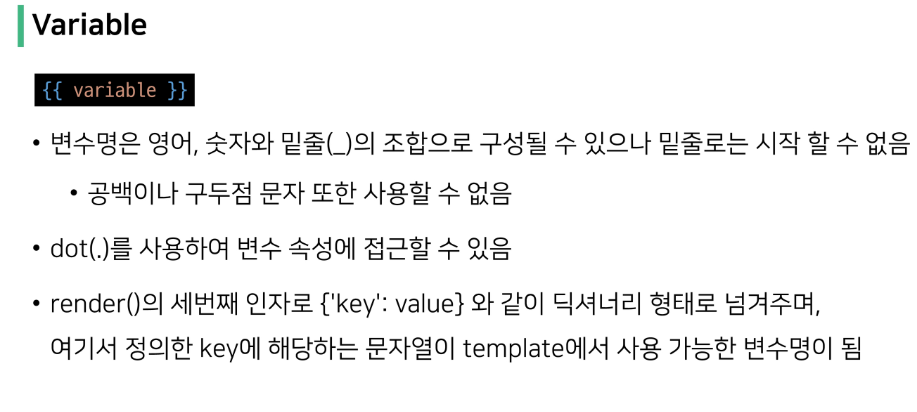 Variable
{{ variable }}
• 변수명은 영어, 숫자와 밑줄(_)의 조합으로 구성될 수 있으나 밑줄로는 시작 할 수 없음
• 공백이나 구두점 문자 또한 사용할 수 없음
• dot(.)를 사용하여 변수 속성에 접근할 수 있음
• render()의 세번째 인자로 {'key': value} 와 같이 딕셔너리 형태로 넘겨주며,
여기서 정의한 key에 해당하는 문자열이 template에서 사용 가능한 변수명이 됨